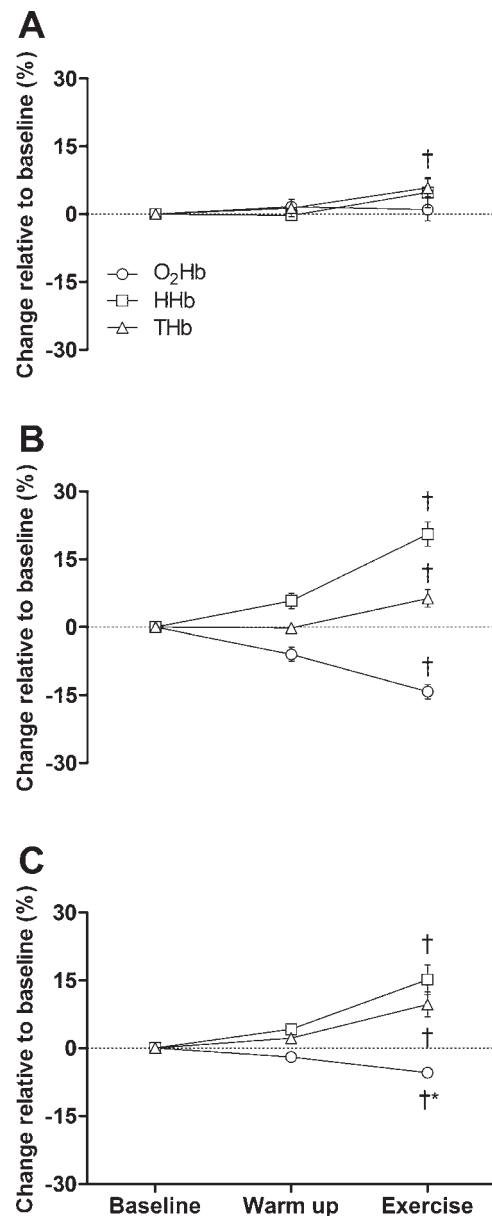 A
Change relative to baseline (%)
30
15
†
0
-15
-30
O₂Hb
HHb
THb
B
Change relative to baseline (%)
30
†
15
†
0
†
-15
-30
C
Change relative to baseline (%)
30
†
15
†
0
†*
-15
-30
Baseline Warm up Exercise